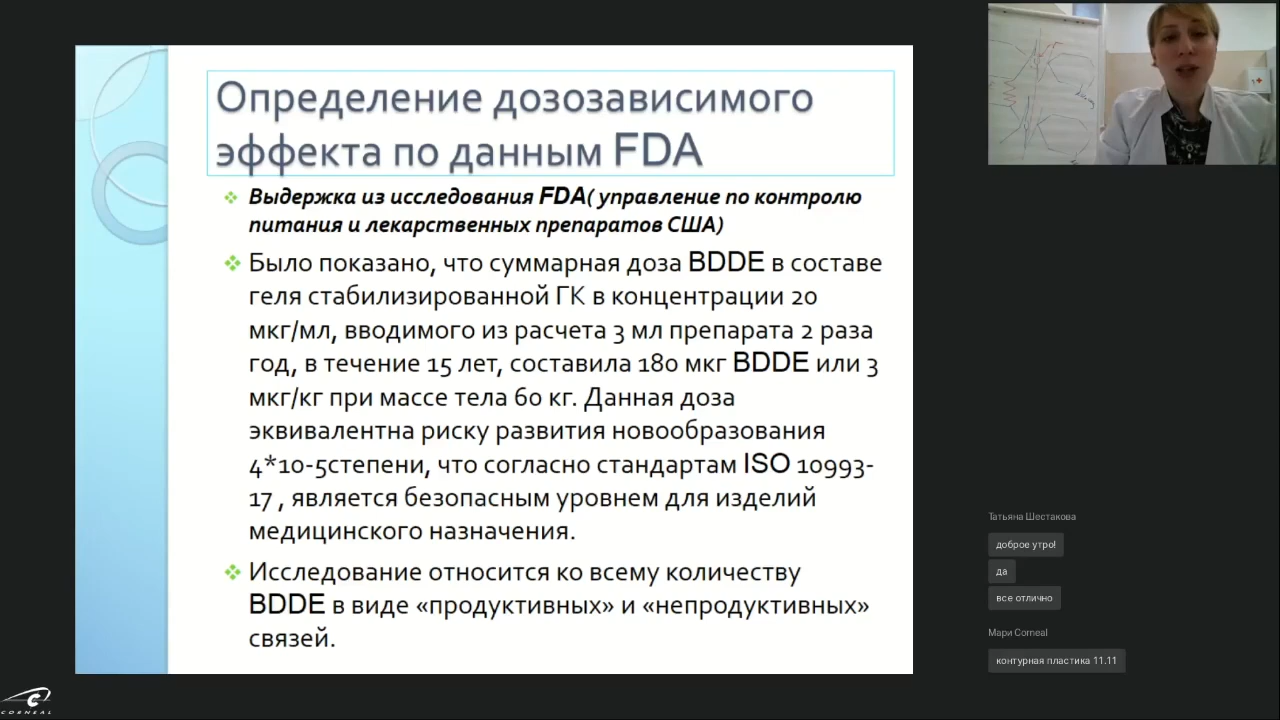 Определение дозозависимого
эффекта по данным FDA
Выдержка из исследования FDA( управление по контролю
питания и лекарственных препаратов США)
Было показано, что суммарная доза BDDE в составе
геля стабилизированной ГК в концентрации 20
мкг/мл, вводимого из расчета 3 мл препарата 2 раза
год, в течение 15 лет, составила 180 мкг BDDE или 3
мкг/кг при массе тела 60 кг. Данная доза
эквивалентна риску развития новообразования
4*10-5степени, что согласно стандартам ISO 10993-
17 , является безопасным уровнем для изделий
медицинского назначения.
Исследование относится ко всему количеству
BDDE в виде «продуктивных» и «непродуктивных»
связей.
Татьяна Шестакова
доброе утро!
да
все отлично
Мари Corneal
контурная пластика 11.11
CORNEAL